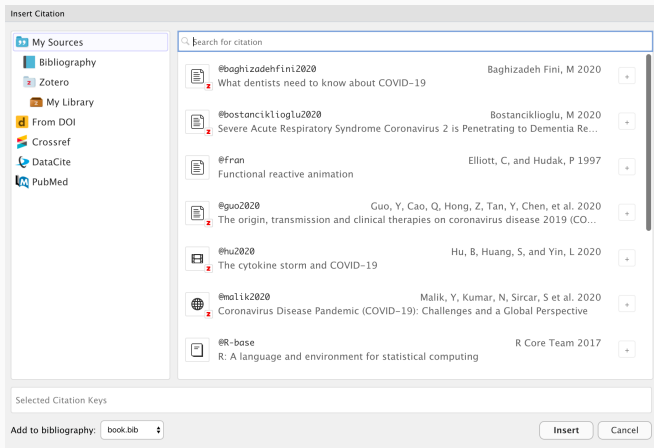 Insert Citation
My Sources
Bibliography
Zotero
My Library
From DOI
Crossref
DataCite
PubMed
Search for citation
@baghizadehfini2020 Baghizadeh Fini, M 2020
What dentists need to know about COVID-19
@bostanciklioglu2020 Bostanciklioglu, M 2020
Severe Acute Respiratory Syndrome Coronavirus 2 is Penetrating to Dementia Re...
@fran Elliott, C, and Hudak, P 1997
Functional reactive animation
@guo2020 Guo, Y, Cao, Q, Hong, Z, Tan, Y, Chen, et al. 2020
The origin, transmission and clinical therapies on coronavirus disease 2019 (CO...
@hu2020 Hu, B, Huang, S, and Yin, L 2020
The cytokine storm and COVID-19
@malik2020 Malik, Y, Kumar, N, Sircar, S et al. 2020
Coronavirus Disease Pandemic (COVID-19): Challenges and a Global Perspective
@R-base R Core Team 2017
R: A language and environment for statistical computing
Selected Citation Keys
Add to bibliography: book.bib Insert Cancel